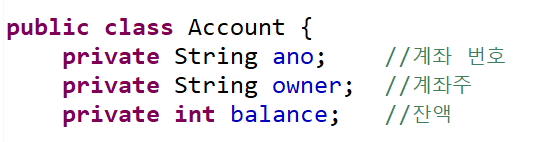 public class Account {
    private String ano;    //계좌 번호
    private String owner;  //계좌주
    private int balance;   //잔액